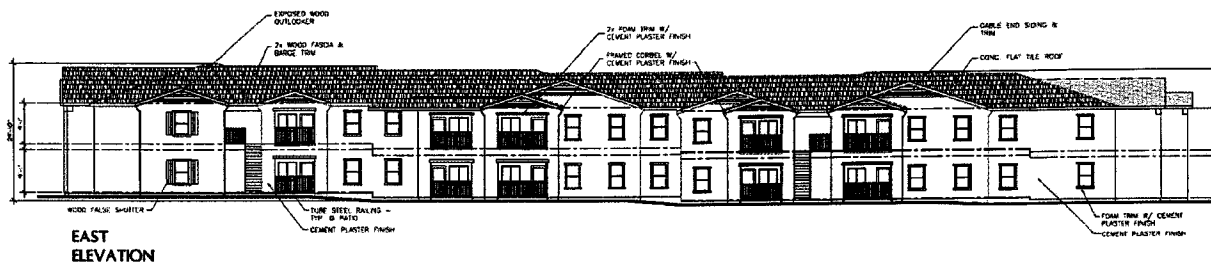 EXPOSED WOOD
OUTLOOKER
2x WOOD FASCIA &
BARGE TRIM
2x FOAM TRIM W/
CEMENT PLASTER FINISH
FRAMED CORBEL W/
CEMENT PLASTER FINISH
GABLE END SIDING &
TRIM
CONC. FLAT TILE ROOF
WOOD FALSE SHUTTER
TUBE STEEL RAILING -
TYP. @ PATIO
CEMENT PLASTER FINISH
FOAM TRIM W/ CEMENT
PLASTER FINISH
CEMENT PLASTER FINISH
EAST
ELEVATION